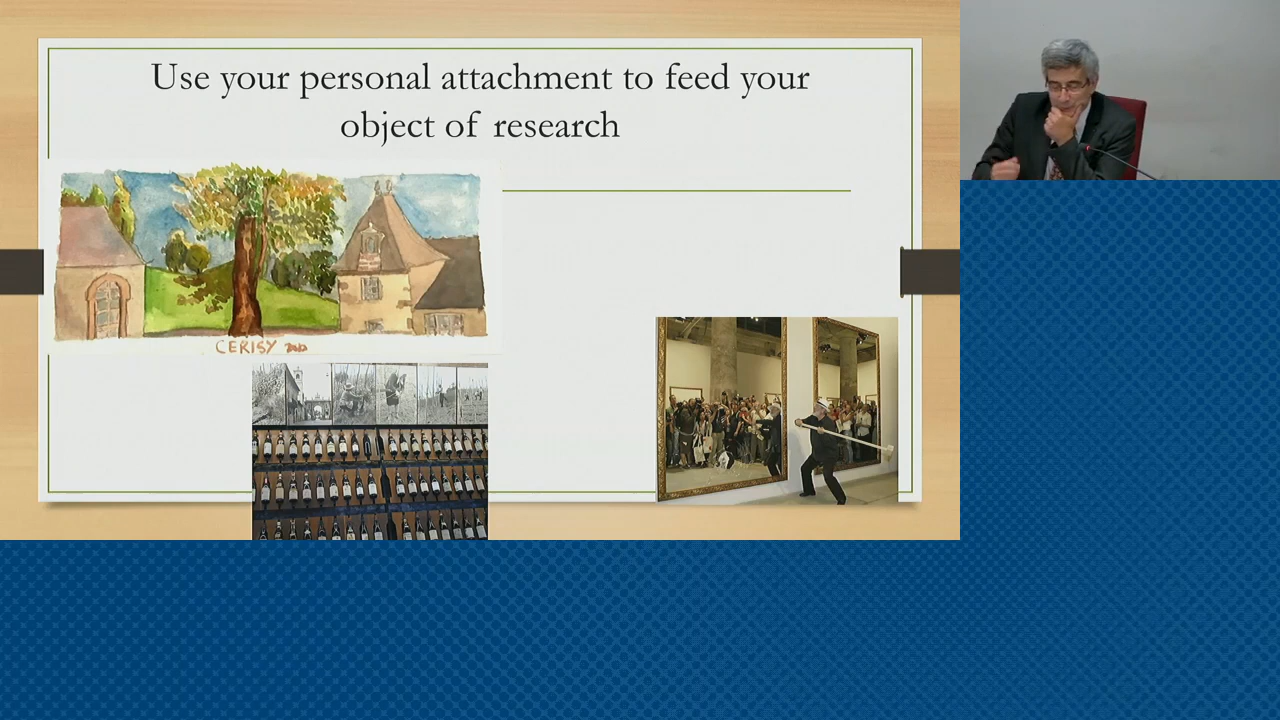 Use your personal attachment to feed your
object of research
CERISY